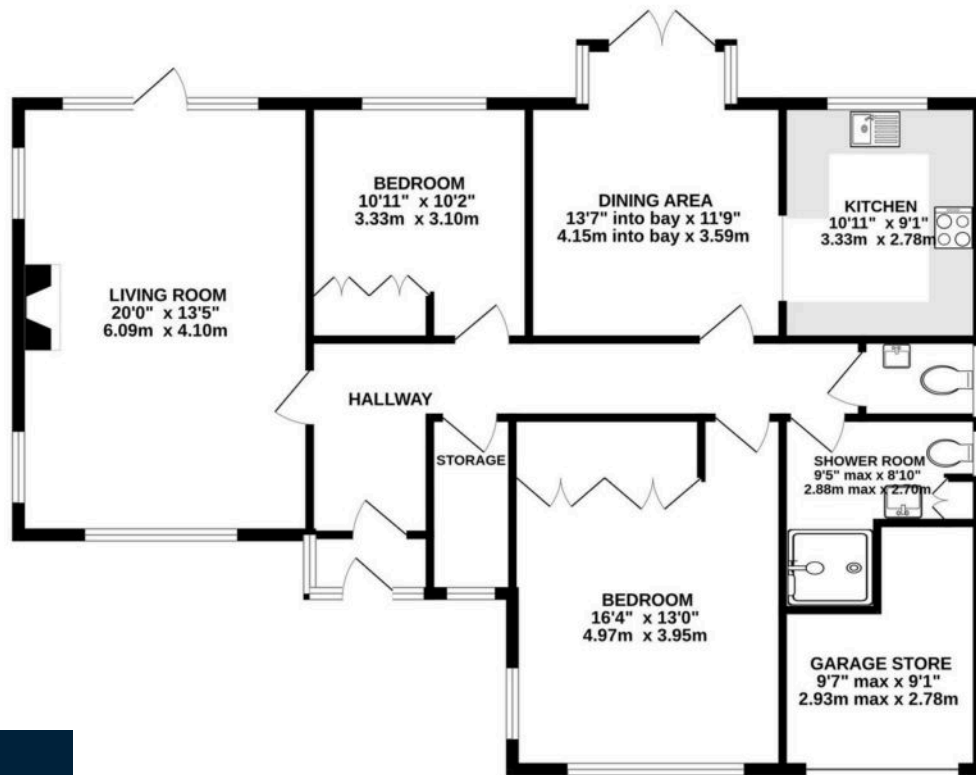 BEDROOM
10'11" x 10'2"
3.33m x 3.10m
DINING AREA
13'7" into bay x 11'9"
4.15m into bay x 3.59m
KITCHEN
10'11" x 9'1"
3.33m x 2.78m
LIVING ROOM
20'0" x 13'5"
6.09m x 4.10m
HALLWAY
STORAGE
SHOWER ROOM
9'5" max x 8'10"
2.88m max x 2.70m
BEDROOM
16'4" x 13'0"
4.97m x 3.95m
GARAGE STORE
9'7" max x 9'1"
2.93m max x 2.78m